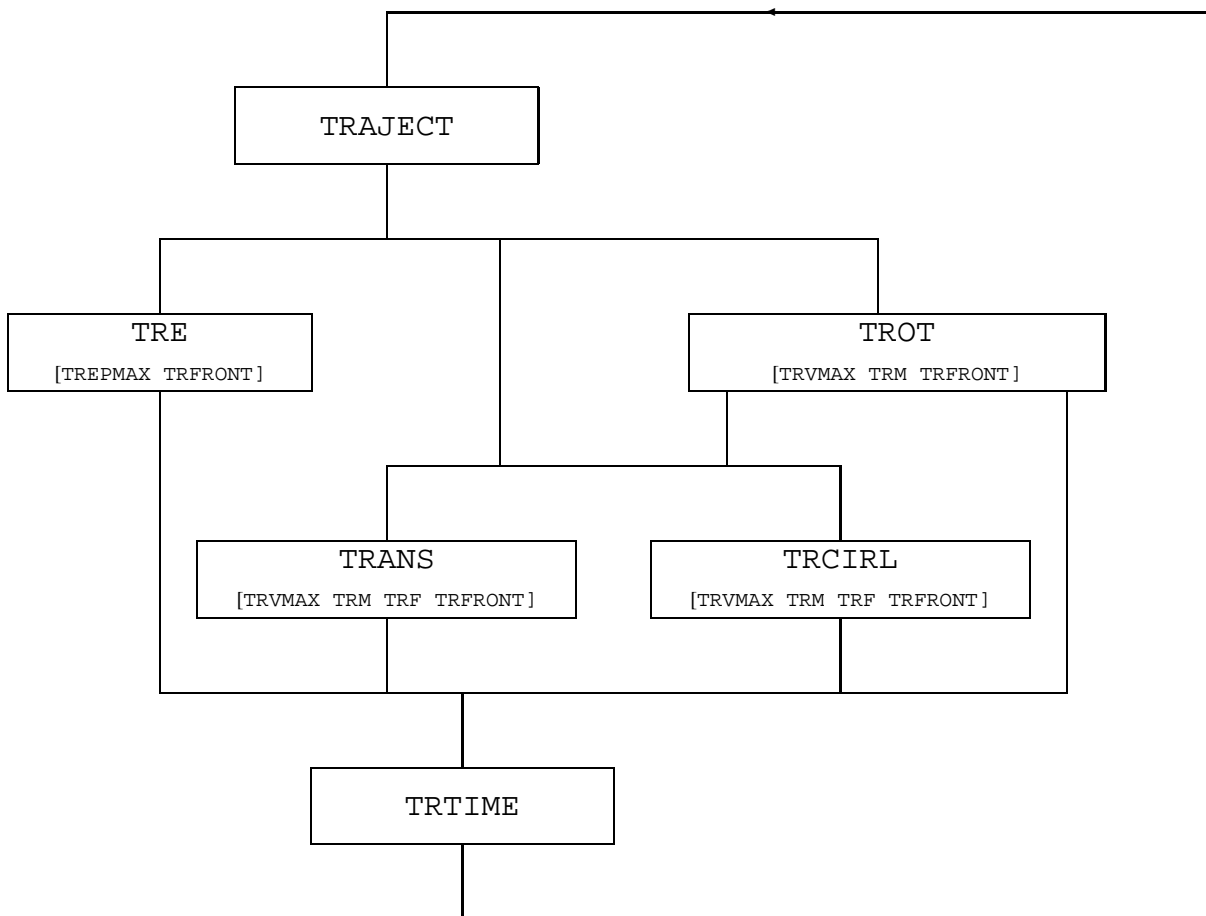 TRAJECT
TRE
[TREPMAX TRFRONT]
TROT
[TRVMAX TRM TRFRONT]
TRANS
[TRVMAX TRM TRF TRFRONT]
TRCIRL
[TRVMAX TRM TRF TRFRONT]
TRTIME